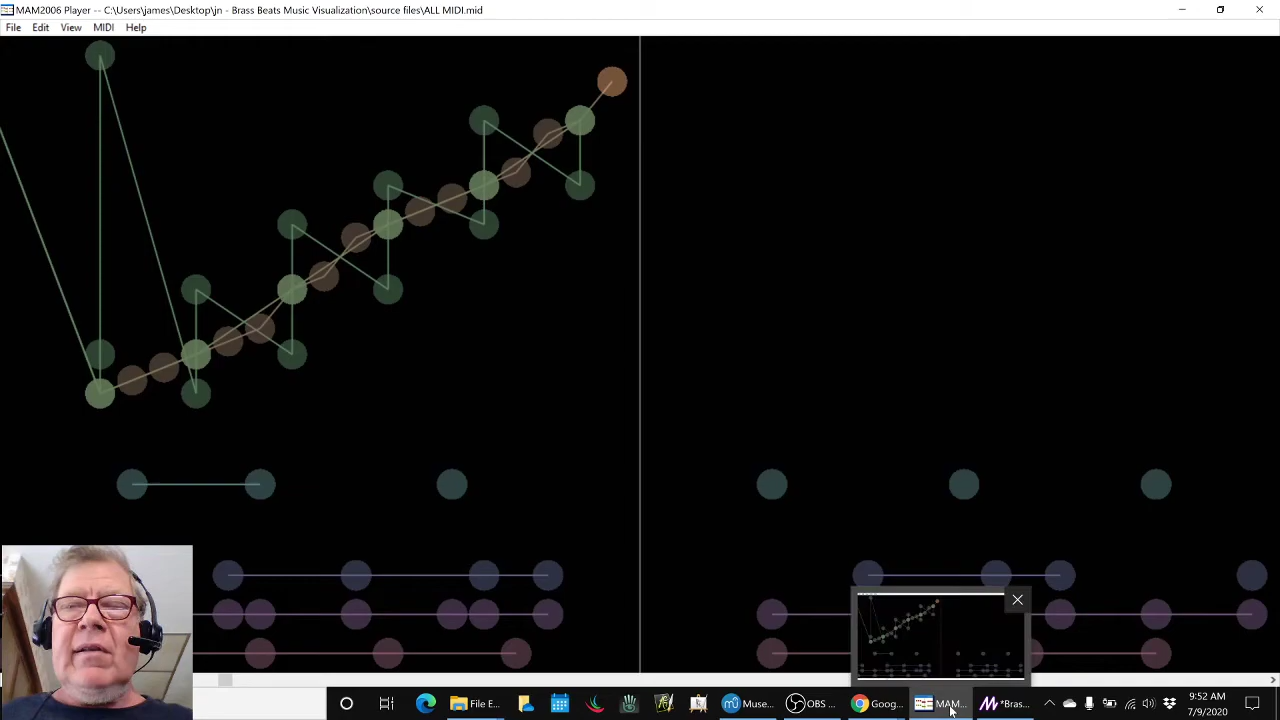 MAM2006 Player -- C:\Users\james\Desktop\jn - Brass Beats Music Visualization\source files\ALL MIDI.mid
File Edit View MIDI Help
File E...
Muse...
OBS ...
Goog...
MAM...
*Bras...
9:52 AM
7/9/2020